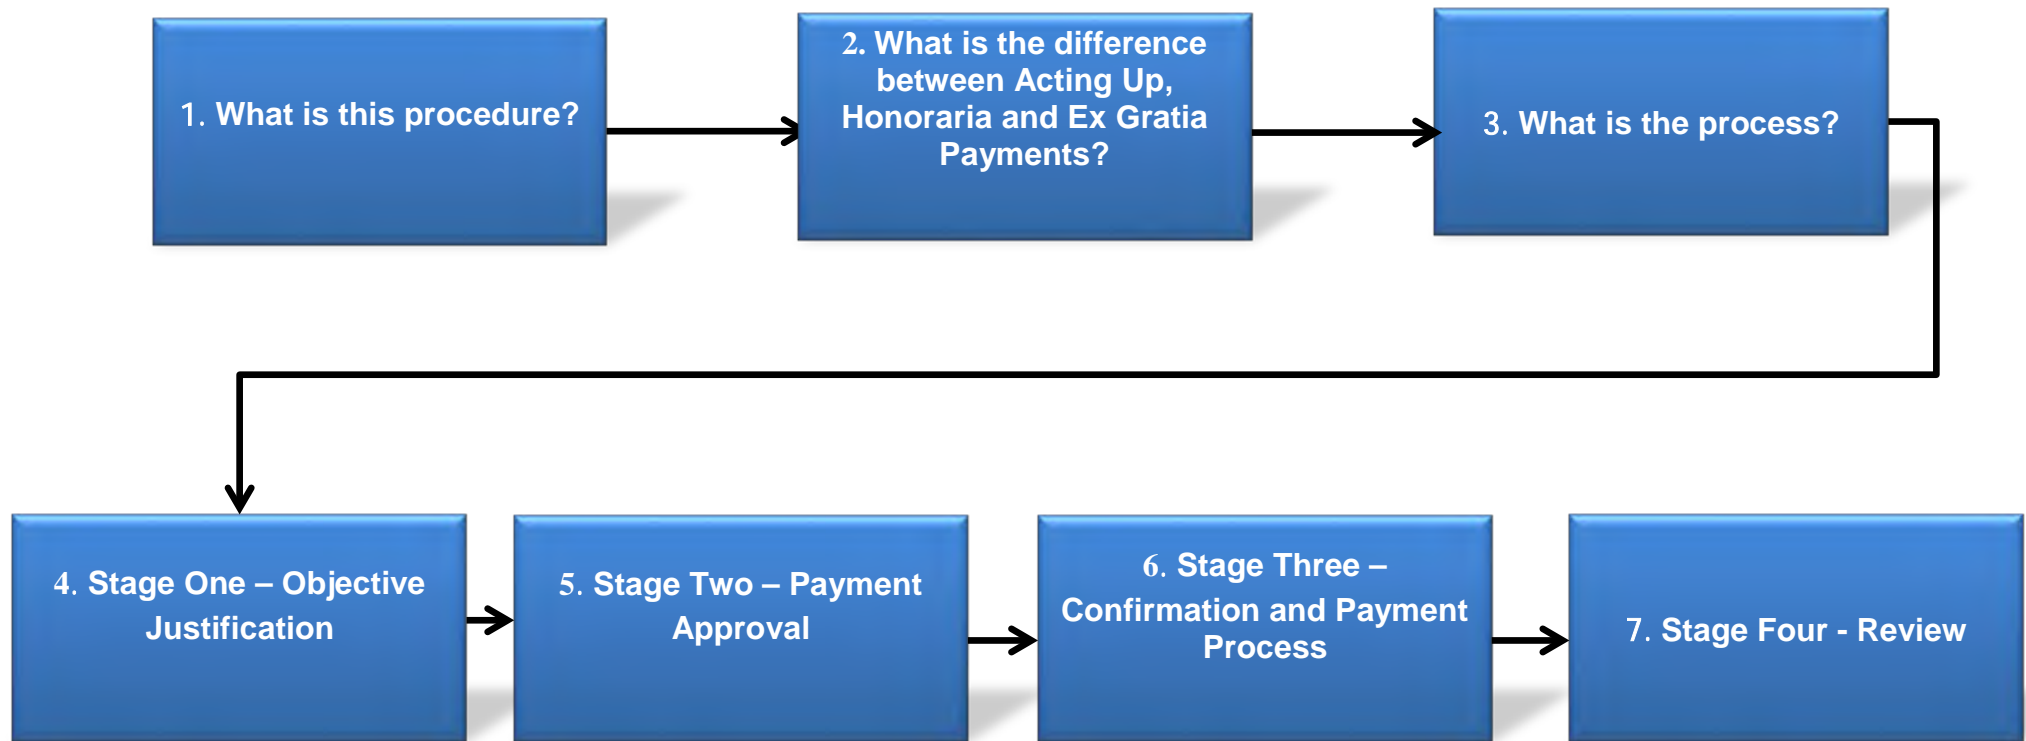 1. What is this procedure?
2. What is the difference
between Acting Up,
Honoraria and Ex Gratia
Payments?
3. What is the process?
4. Stage One – Objective
Justification
5. Stage Two – Payment
Approval
6. Stage Three –
Confirmation and Payment
Process
7. Stage Four - Review